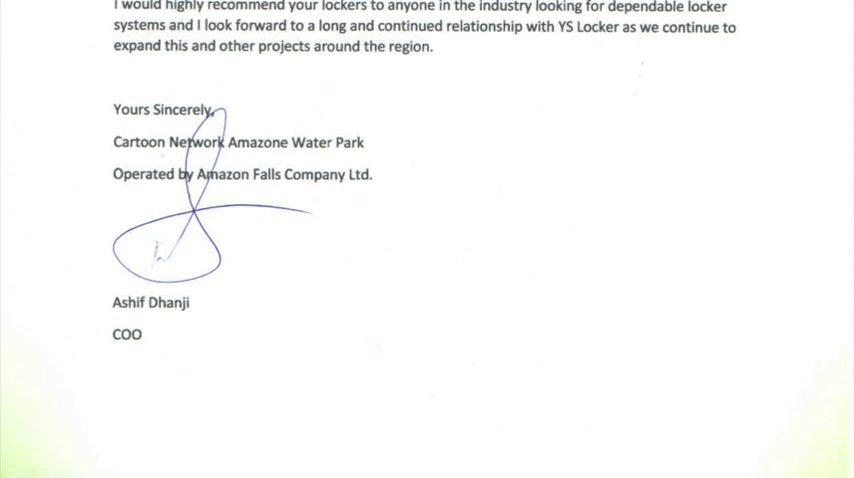 I would highly recommend your lockers to anyone in the industry looking for dependable locker
systems and I look forward to a long and continued relationship with YS Locker as we continue to
expand this and other projects around the region.
Yours Sincerely,
Cartoon Network Amazone Water Park
Operated by Amazon Falls Company Ltd.
Ashif Dhanji
COO